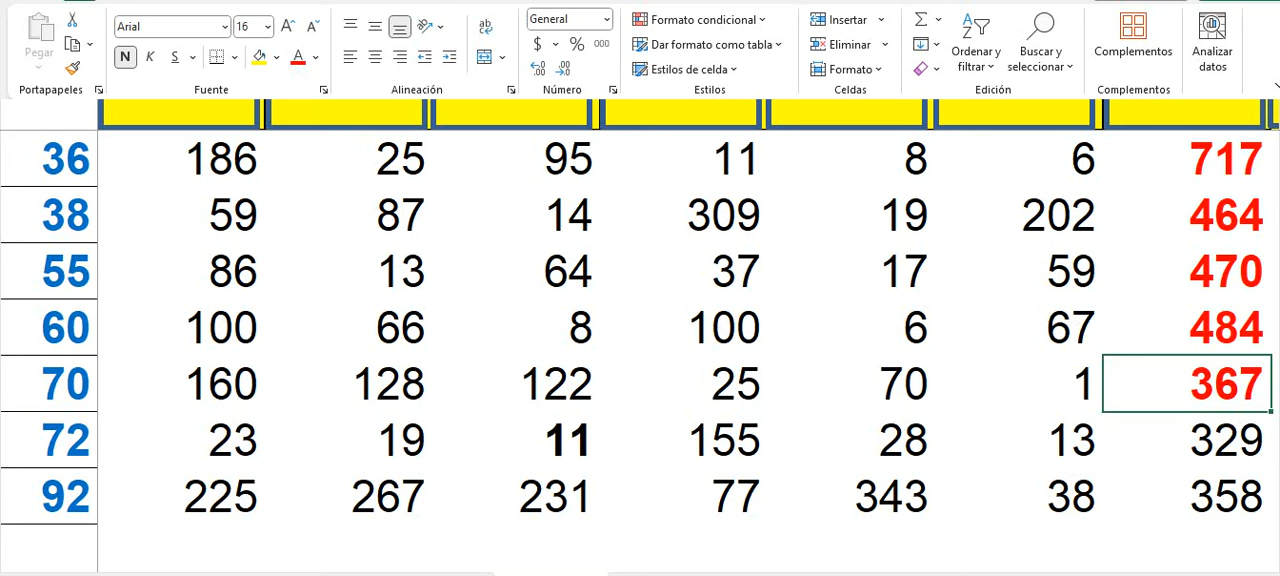 Pegar
Portapapeles
Arial 16
N K S A
Fuente
ab
Alineación
General
$ % 000
Número
Formato condicional
Dar formato como tabla
Estilos de celda
Estilos
Insertar
Eliminar
Formato
Celdas
Ordenar y filtrar
Buscar y seleccionar
Edición
Complementos
Complementos
Analizar datos
36 186 25 95 11 8 6 717
38 59 87 14 309 19 202 464
55 86 13 64 37 17 59 470
60 100 66 8 100 6 67 484
70 160 128 122 25 70 1 367
72 23 19 11 155 28 13 329
92 225 267 231 77 343 38 358